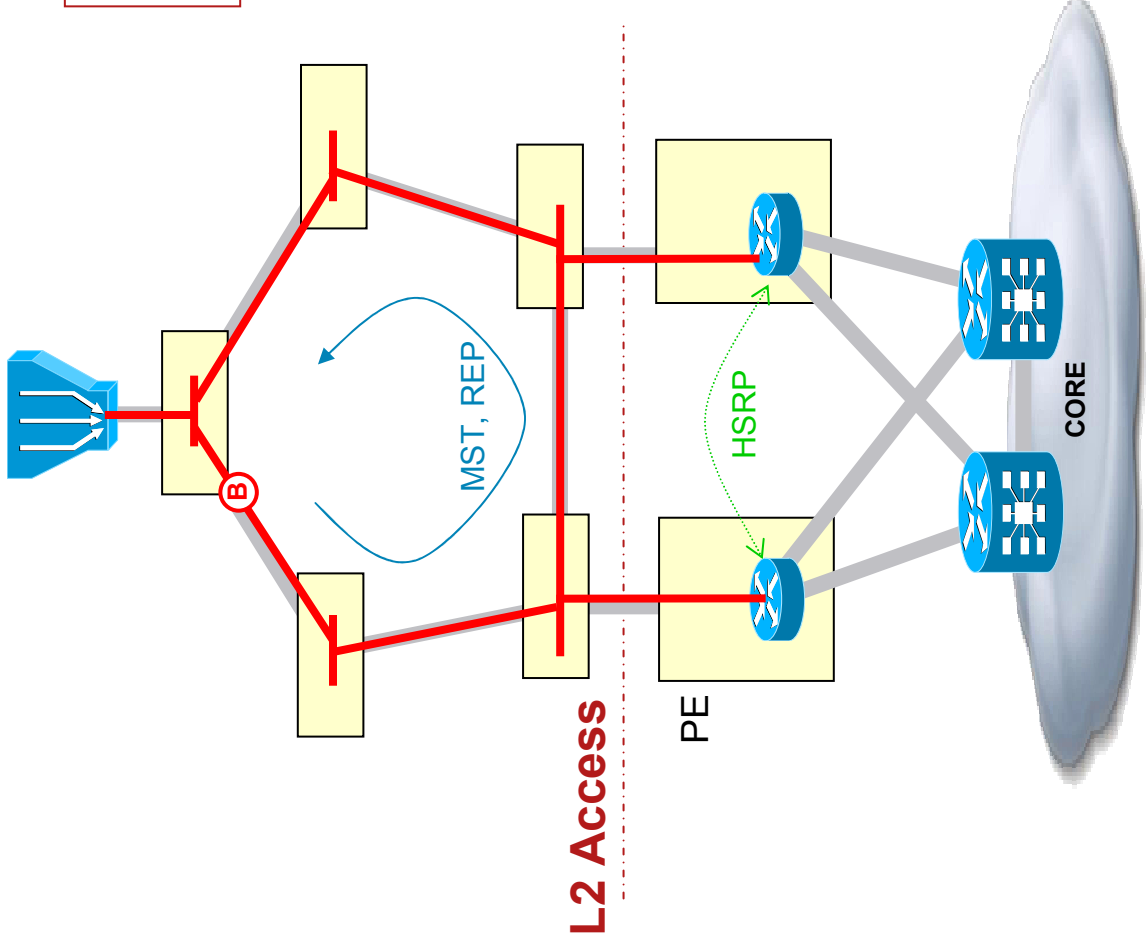 B
MST, REP
HSRP
CORE
PE
L2 Access